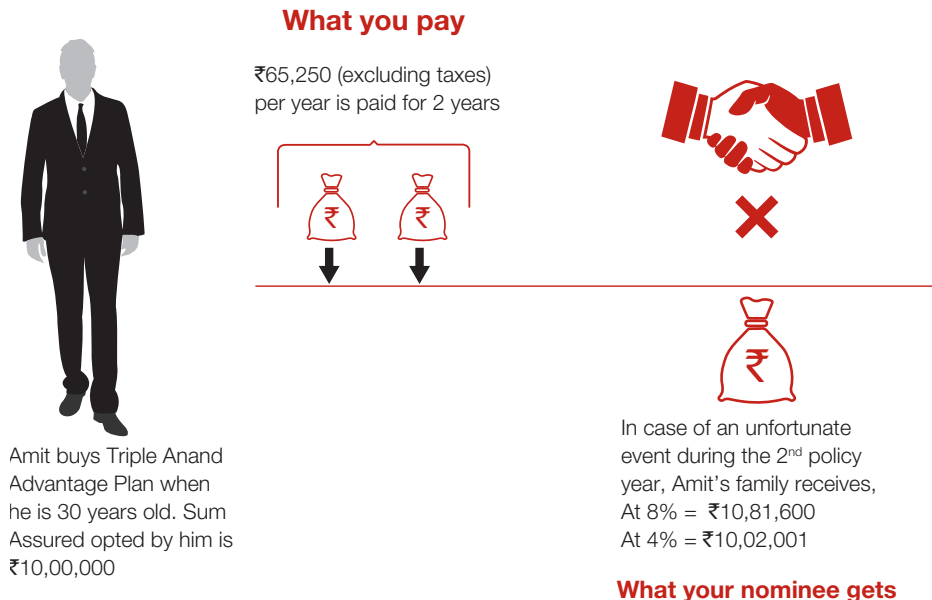 What you pay
₹65,250 (excluding taxes)
per year is paid for 2 years
₹ ₹
₹
Amit buys Triple Anand
Advantage Plan when
he is 30 years old. Sum
Assured opted by him is
₹10,00,000
In case of an unfortunate
event during the 2nd policy
year, Amit’s family receives,
At 8% = ₹10,81,600
At 4% = ₹10,02,001
What your nominee gets